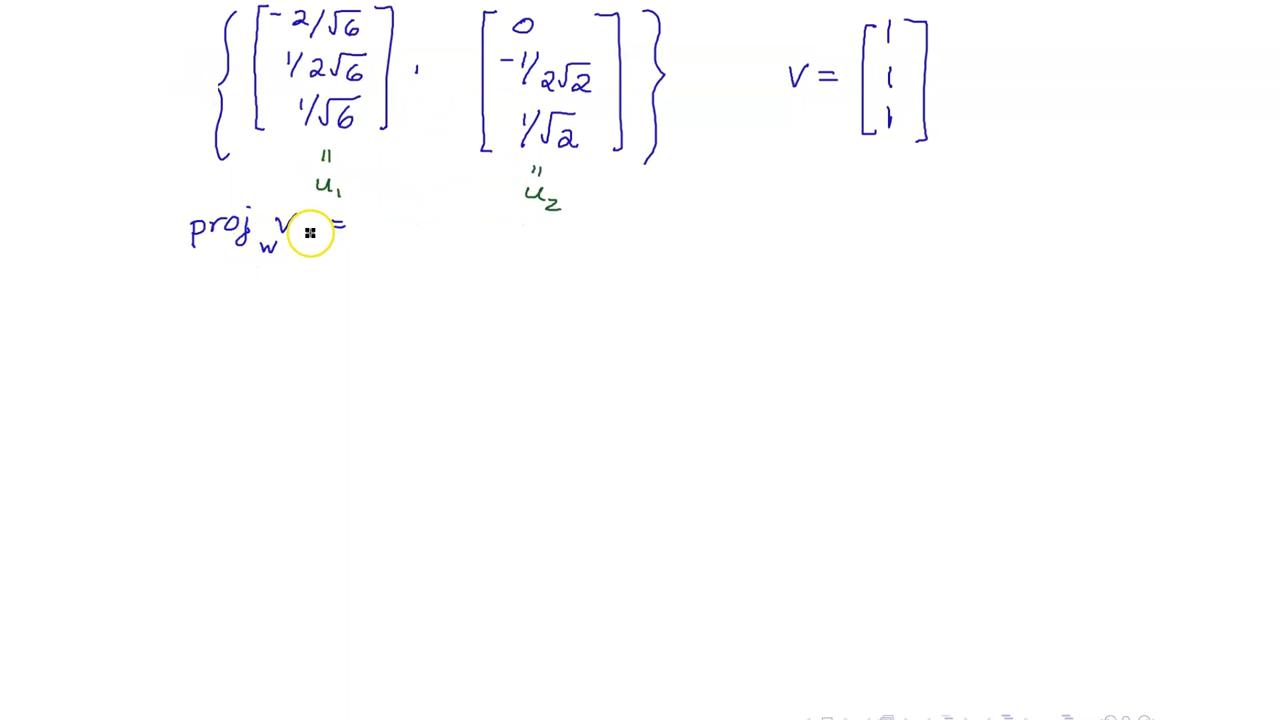 { [ -2/√6 ] , [ 0 ] } v = [ 1 ]
[ 1/2√6 ] [ -1/2√2 ] [ 1 ]
[ 1/√6 ] [ 1/√2 ] [ 1 ]
" "
u₁ u₂
proj_w v =